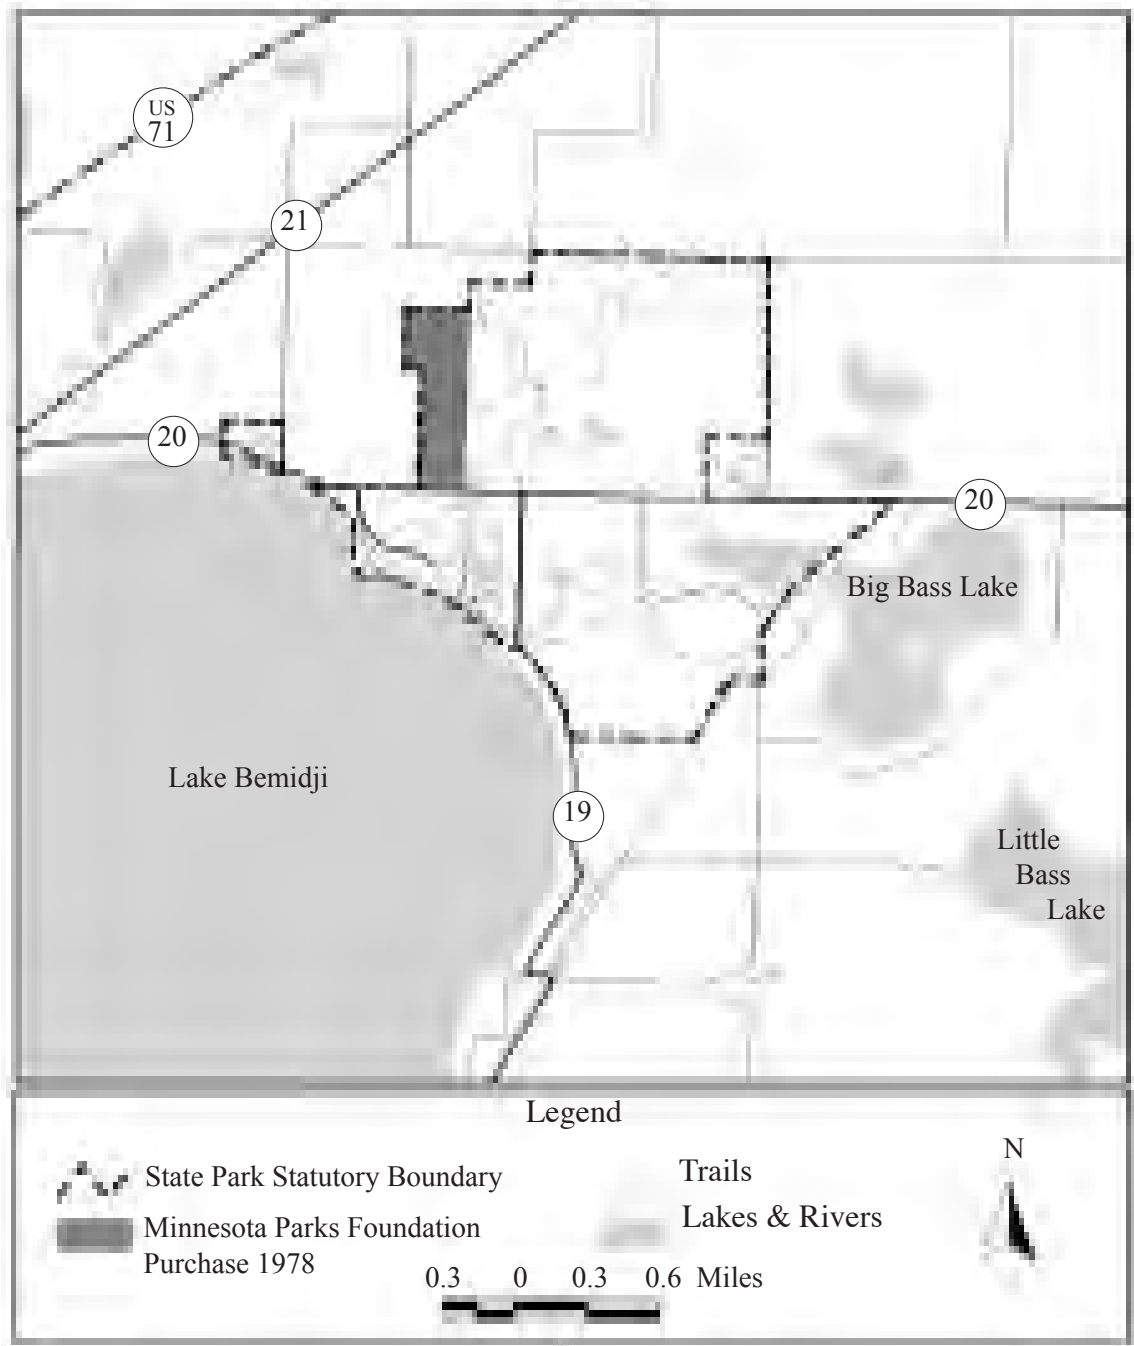 US
71
21
20
20
Big Bass Lake
Lake Bemidji
19
Little
Bass
Lake
Legend
State Park Statutory Boundary
Minnesota Parks Foundation
Purchase 1978
Trails
Lakes & Rivers
N
0.3 0 0.3 0.6 Miles